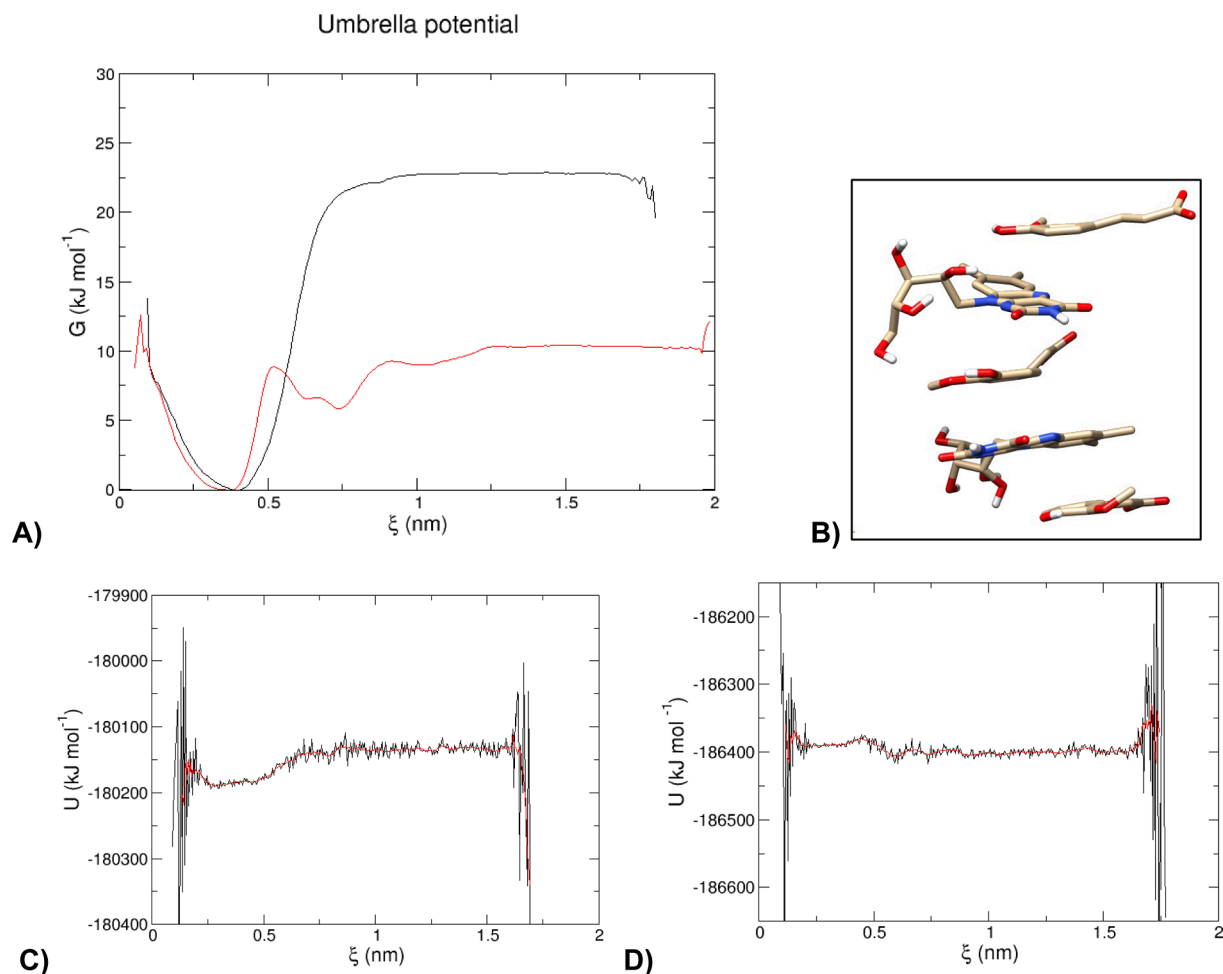 Umbrella potential
30
25
20
15
10
5
0
G (kJ mol⁻¹)
0 0.5 1 1.5 2
ξ (nm)
A)
B)
-179900
-180000
-180100
-180200
-180300
-180400
U (kJ mol⁻¹)
0 0.5 1 1.5 2
ξ (nm)
C)
-186200
-186300
-186400
-186500
-186600
U (kJ mol⁻¹)
0 0.5 1 1.5 2
ξ (nm)
D)